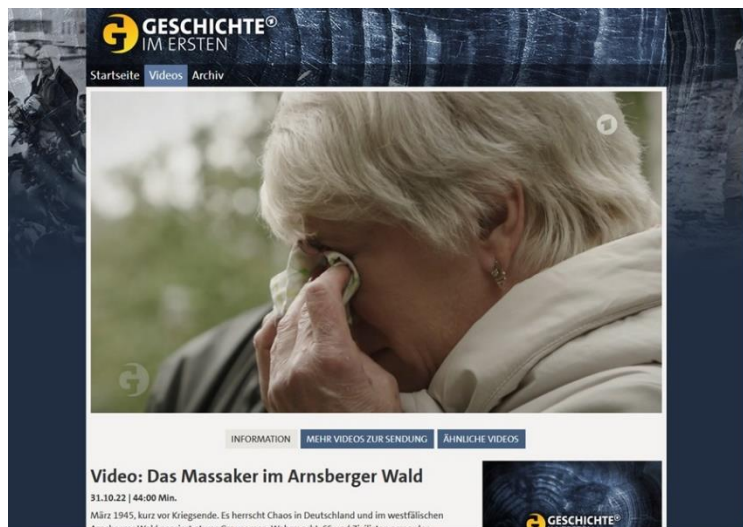 GESCHICHTE®
IM ERSTEN
Startseite Videos Archiv
INFORMATION MEHR VIDEOS ZUR SENDUNG ÄHNLICHE VIDEOS
Video: Das Massaker im Arnsberger Wald
31.10.22 | 44:00 Min.
März 1945, kurz vor Kriegsende. Es herrscht Chaos in Deutschland und im westfälischen
GESCHICHTE®